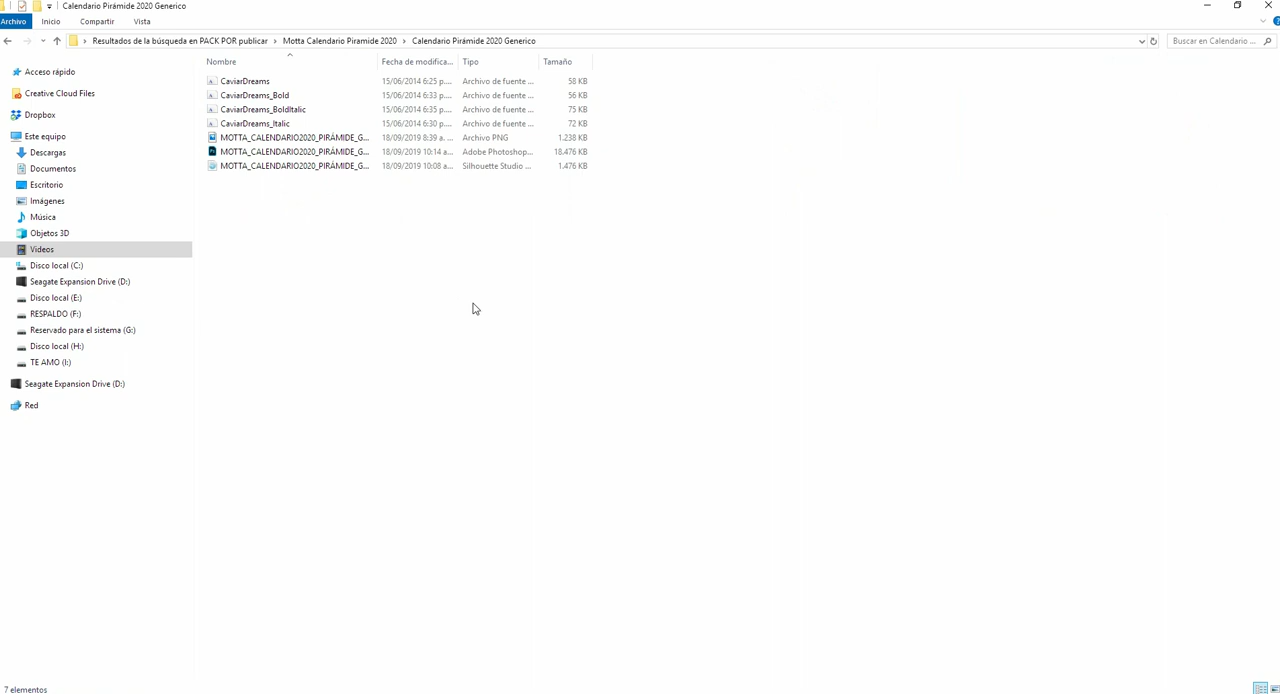 Calendario Pirámide 2020 Generico
Archivo Inicio Compartir Vista
Resultados de la búsqueda en PACK POR publicar > Motta Calendario Piramide 2020 > Calendario Pirámide 2020 Generico
Buscar en Calendario ...
Nombre Fecha de modifica... Tipo Tamaño
CaviarDreams 15/06/2014 6:25 p.... Archivo de fuente ... 58 KB
CaviarDreams_Bold 15/06/2014 6:33 p.... Archivo de fuente ... 56 KB
CaviarDreams_BoldItalic 15/06/2014 6:35 p.... Archivo de fuente ... 75 KB
CaviarDreams_Italic 15/06/2014 6:30 p.... Archivo de fuente ... 72 KB
MOTTA_CALENDARIO2020_PIRÁMIDE_G... 18/09/2019 8:39 a. ... Archivo PNG 1.238 KB
MOTTA_CALENDARIO2020_PIRÁMIDE_G... 18/09/2019 10:14 a... Adobe Photoshop... 18.476 KB
MOTTA_CALENDARIO2020_PIRÁMIDE_G... 18/09/2019 10:08 a... Silhouette Studio ... 1.476 KB
Acceso rápido
Creative Cloud Files
Dropbox
Este equipo
Descargas
Documentos
Escritorio
Imágenes
Música
Objetos 3D
Videos
Disco local (C:)
Seagate Expansion Drive (D:)
Disco local (E:)
RESPALDO (F:)
Reservado para el sistema (G:)
Disco local (H:)
TE AMO (I:)
Seagate Expansion Drive (D:)
Red
7 elementos